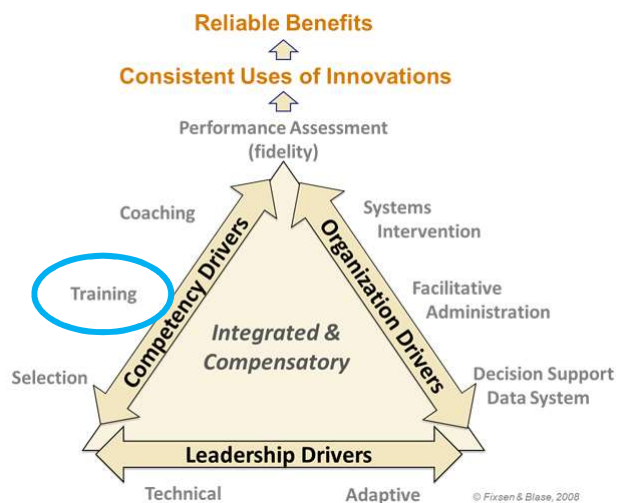 Reliable Benefits
Consistent Uses of Innovations
Performance Assessment
(fidelity)
Coaching
Systems
Intervention
Competency Drivers
Organization Drivers
Training
Facilitative
Administration
Integrated &
Compensatory
Selection
Decision Support
Data System
Leadership Drivers
Technical
Adaptive
© Fixsen & Blase, 2008